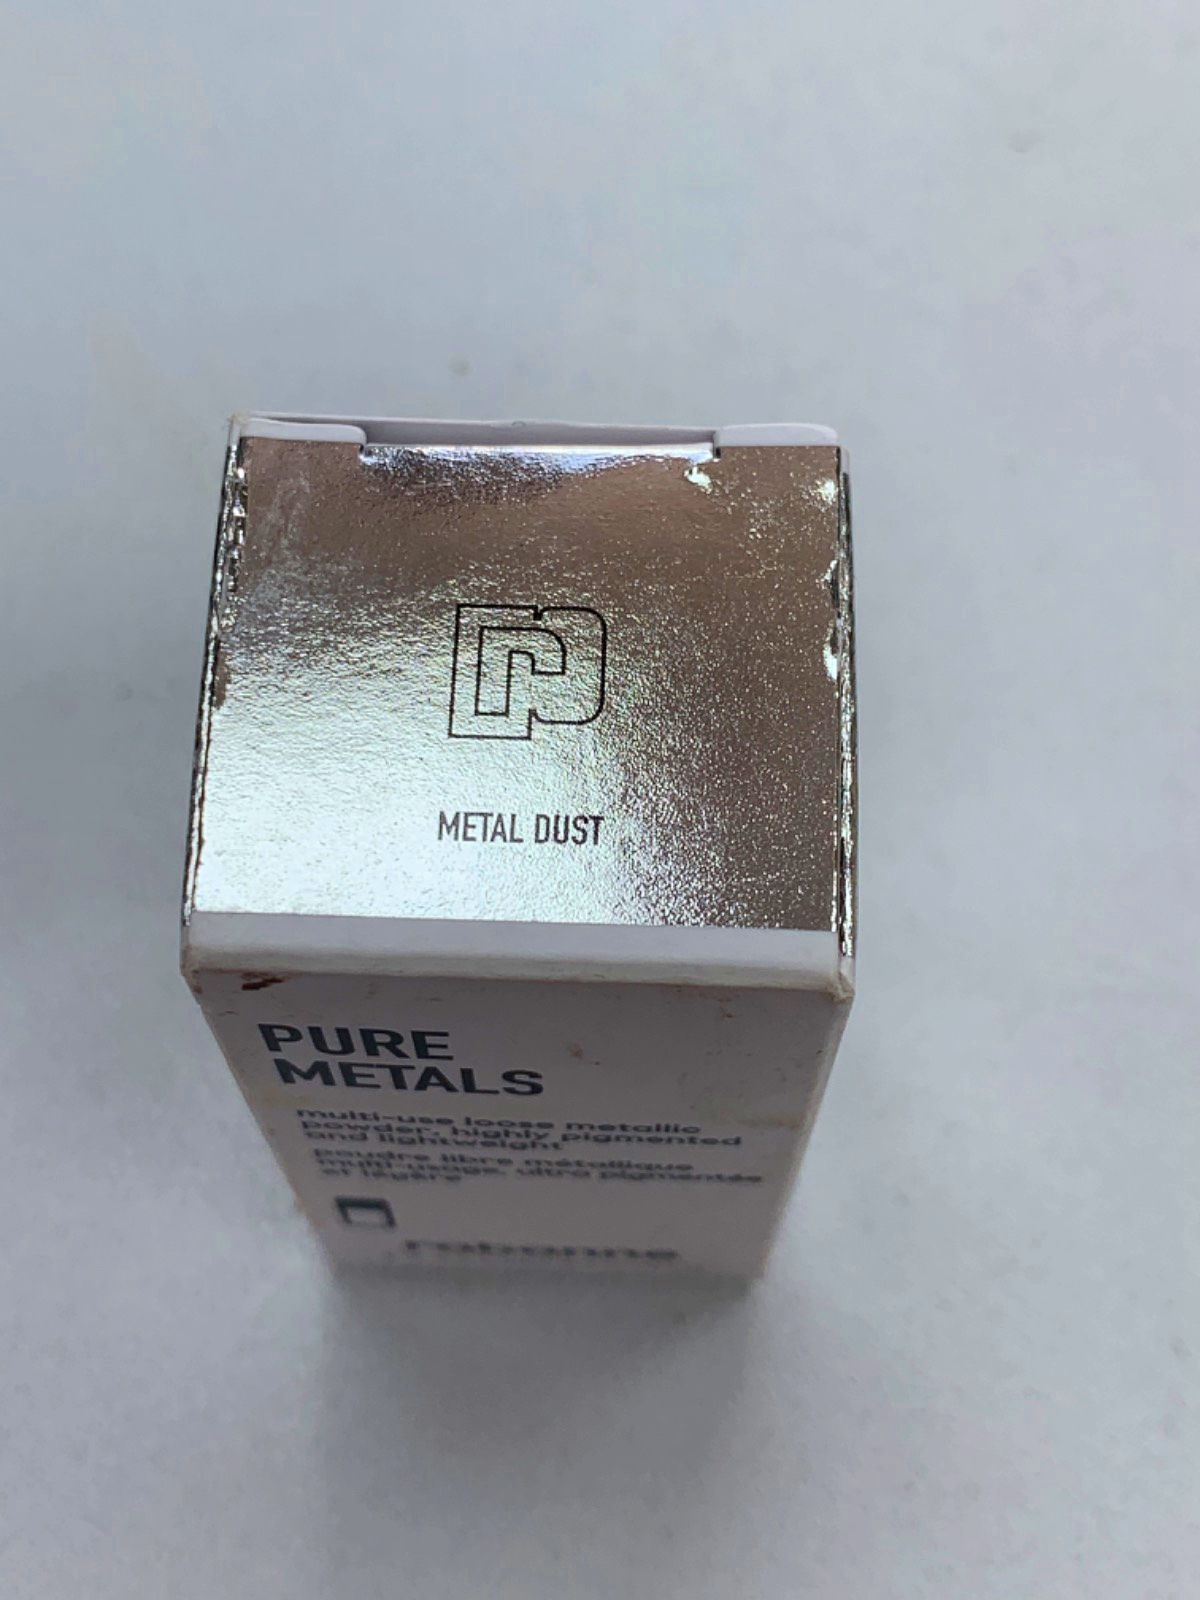 METAL DUST
PURE
METALS
multi-use loose metallic
powder, highly pigmented
and lightweight
poudre libre métallique
multi-usage, ultra pigmentée
et légère
rabanne